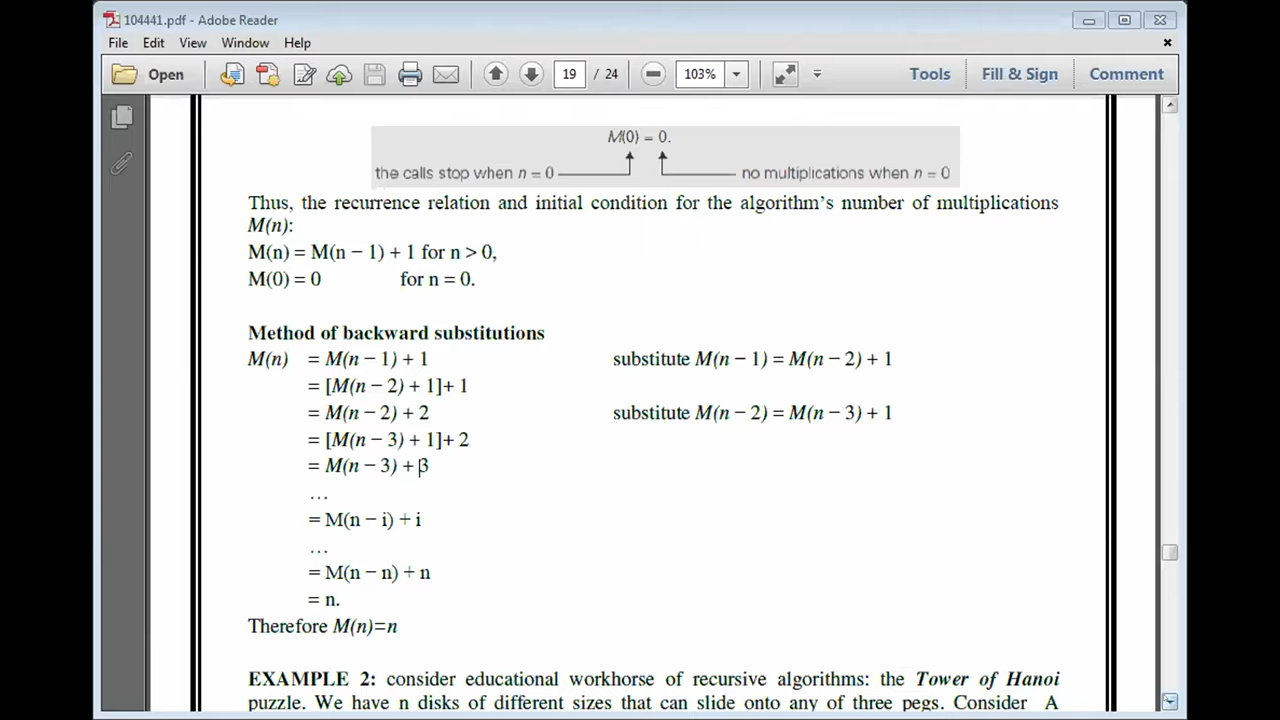 104441.pdf - Adobe Reader
File Edit View Window Help
Open 19 / 24 103% Tools Fill & Sign Comment
M(0) = 0.
the calls stop when n = 0 no multiplications when n = 0
Thus, the recurrence relation and initial condition for the algorithm’s number of multiplications
M(n):
M(n) = M(n − 1) + 1 for n > 0,
M(0) = 0 for n = 0.
Method of backward substitutions
M(n) = M(n − 1) + 1 substitute M(n − 1) = M(n − 2) + 1
= [M(n − 2) + 1]+ 1
= M(n − 2) + 2 substitute M(n − 2) = M(n − 3) + 1
= [M(n − 3) + 1]+ 2
= M(n − 3) + 3
…
= M(n − i) + i
…
= M(n − n) + n
= n.
Therefore M(n)=n
EXAMPLE 2: consider educational workhorse of recursive algorithms: the Tower of Hanoi
puzzle. We have n disks of different sizes that can slide onto any of three pegs. Consider A